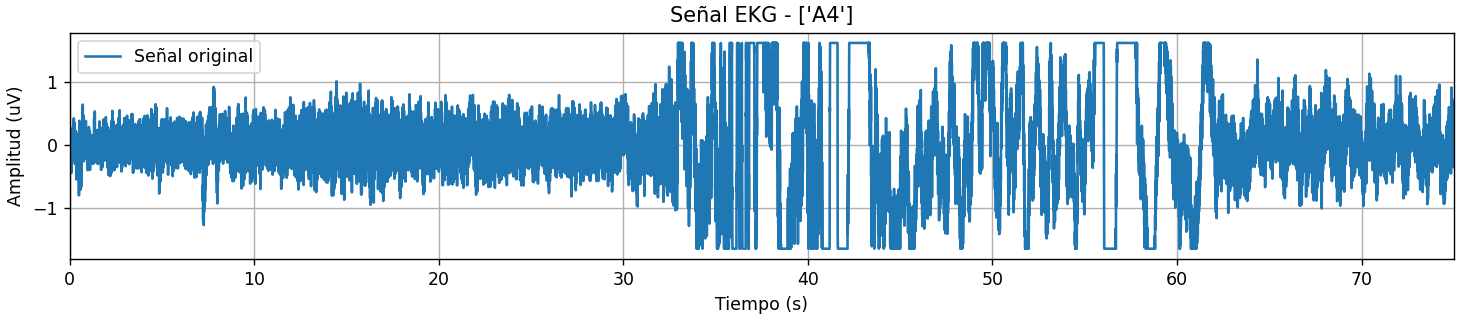 Señal EKG - ['A4']
Señal original
Amplitud (uV)
1
0
−1
0 10 20 30 40 50 60 70
Tiempo (s)